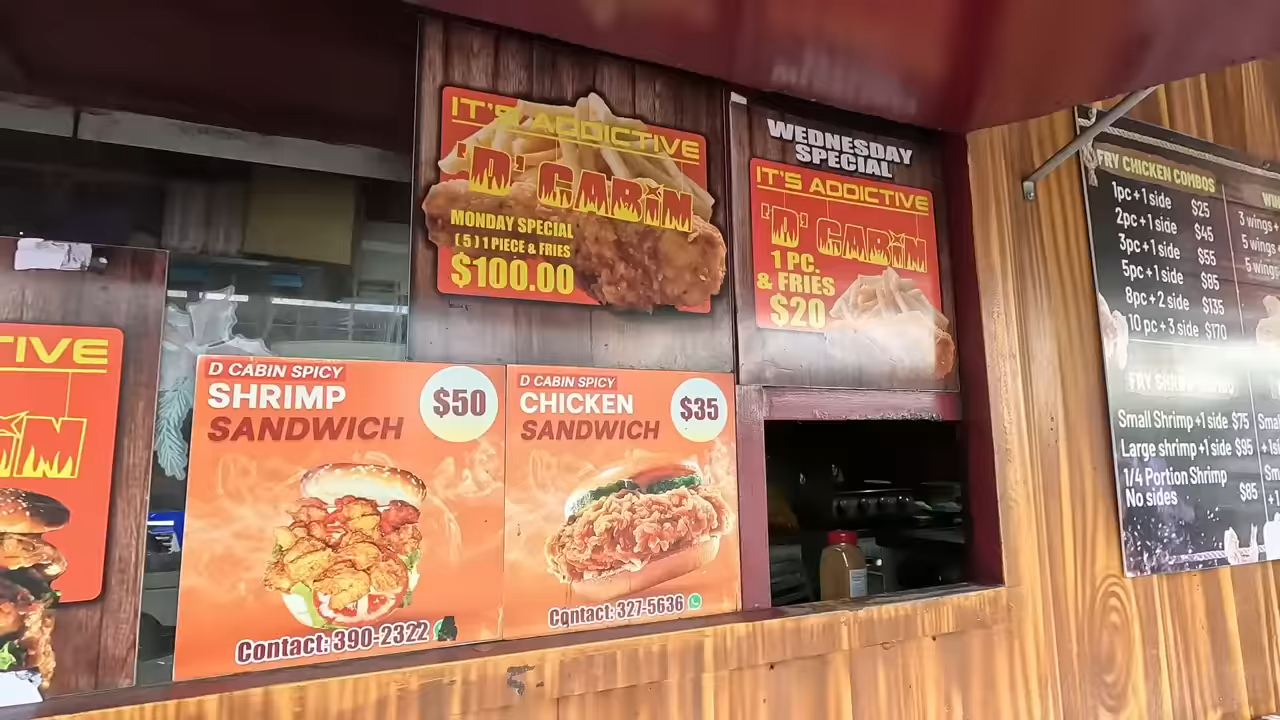 TIVE
IT'S ADDICTIVE
'D' CABIN
MONDAY SPECIAL
(5) 1 PIECE & FRIES
$100.00
WEDNESDAY
SPECIAL
IT'S ADDICTIVE
'D' CABIN
1 PC.
& FRIES
$20
D CABIN SPICY
SHRIMP
SANDWICH
$50
Contact: 390-2322
D CABIN SPICY
CHICKEN
SANDWICH
$35
Contact: 327-5636
FRY CHICKEN COMBOS
1pc + 1 side $25
2pc + 1 side $45
3pc + 1 side $55
5pc + 1 side $85
8pc + 2 side $135
10 pc + 3 side $170
3 wings +
5 wings
5 wings
Small Shrimp +1 side $75
Large shrimp +1 side $95
1/4 Portion Shrimp
No sides $85